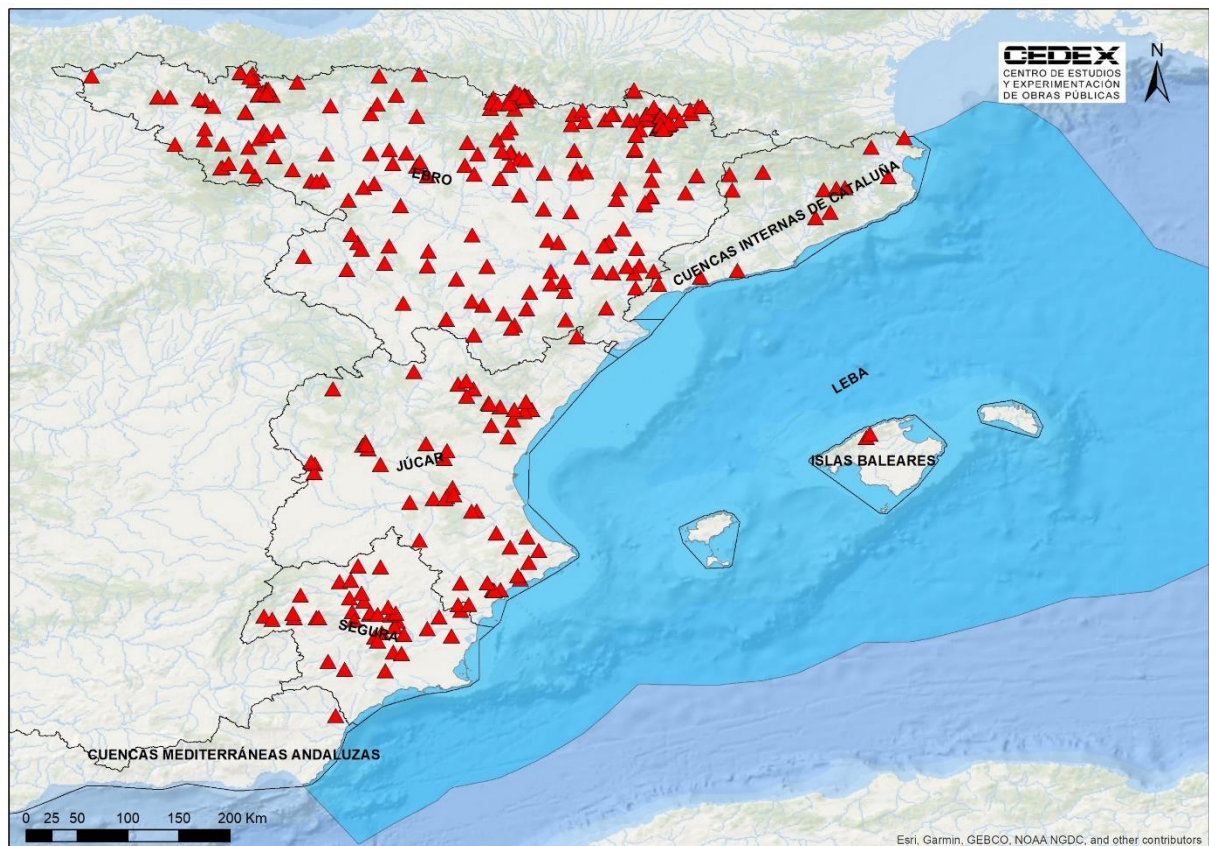 CEDEX
CENTRO DE ESTUDIOS
Y EXPERIMENTACIÓN
DE OBRAS PÚBLICAS
N
EBRO
CUENCAS INTERNAS DE CATALUÑA
LEBA
ISLAS BALEARES
JÚCAR
SEGURA
CUENCAS MEDITERRÁNEAS ANDALUZAS
0 25 50 100 150 200 Km
Esri, Garmin, GEBCO, NOAA NGDC, and other contributors